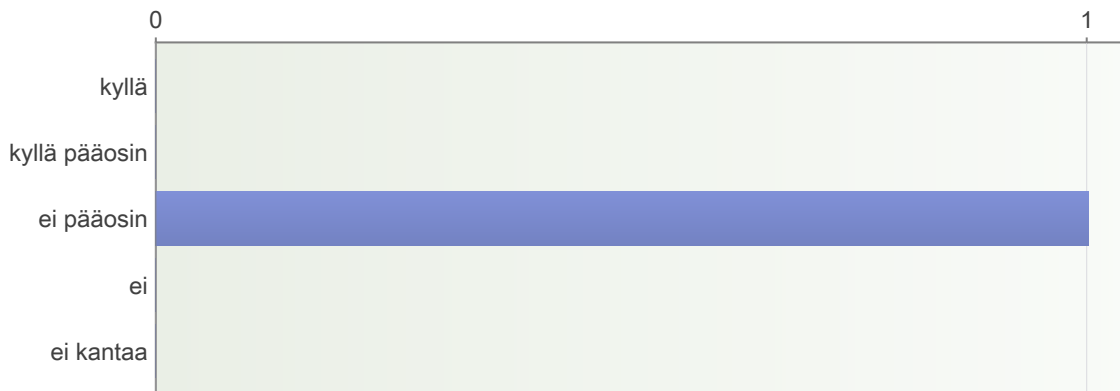 0 1
kyllä
kyllä pääosin
ei pääosin
ei
ei kantaa